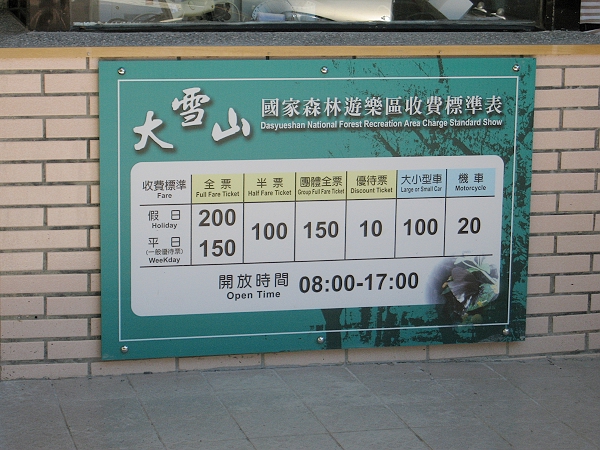 大雪山 國家森林遊樂區收費標準表
Dasyueshan National Forest Recreation Area Charge Standard Show
收費標準 全票 半票 團體全票 優待票 大小型車 機車
Fare Full Fare Ticket Half Fare Ticket Group Full Fare Ticket Discount Ticket Large or Small Car Motorcycle
假日 200
Holiday
100 150 10 100 20
平日 150
(一般優待票)
WeeKday
開放時間 08:00-17:00
Open Time